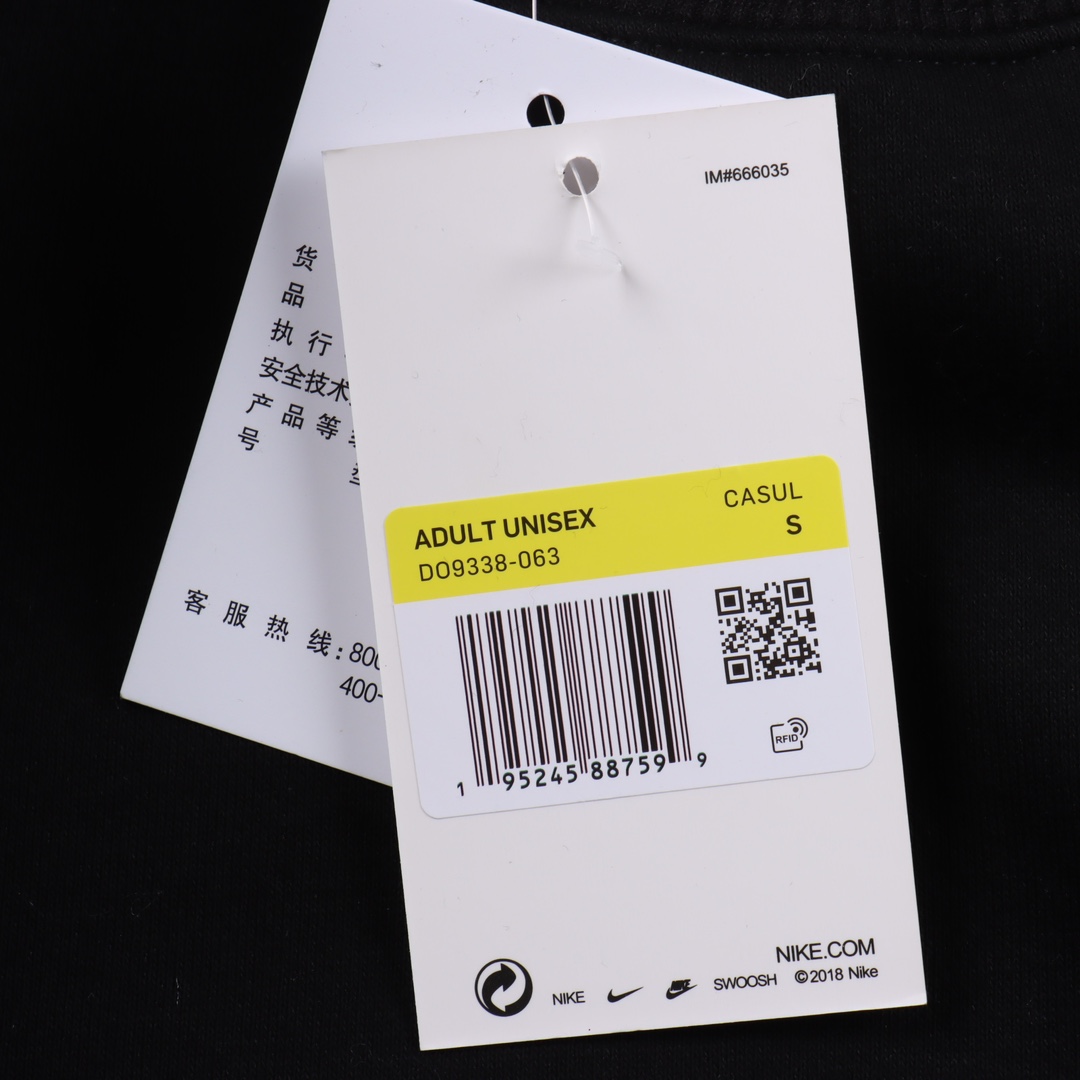 IM#666035
货
品
执 行
安全技术
产 品 等
号
客 服 热 线:800
400-
ADULT UNISEX
CASUL
DO9338-063
S
1 95245 88759 9
RFID
NIKE.COM
NIKE SWOOSH ©2018 Nike